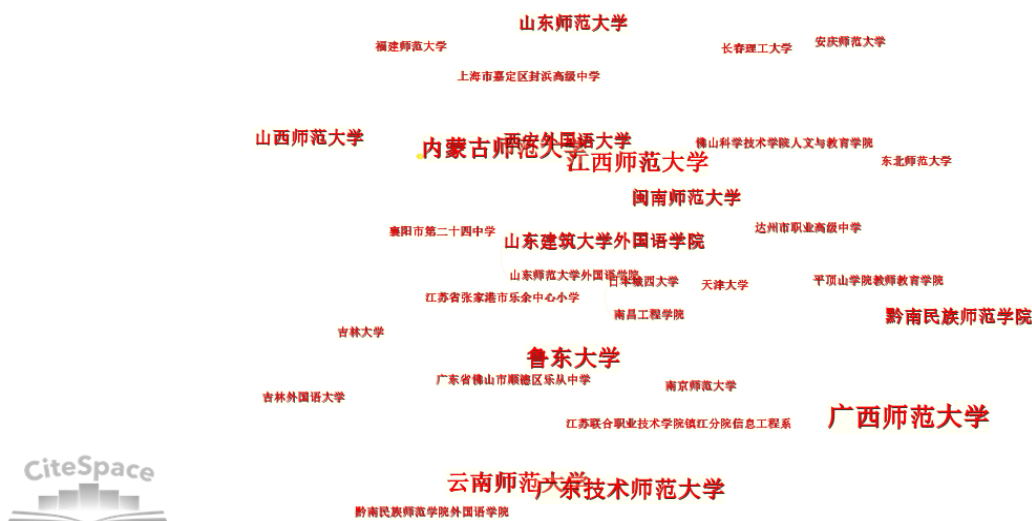 山东师范大学
福建师范大学
长春理工大学
安庆师范大学
上海市嘉定区封浜高级中学
山西师范大学
西安外国语大学
内蒙古师范大学
佛山科学技术学院人文与教育学院
江西师范大学
东北师范大学
闽南师范大学
襄阳市第二十四中学
山东建筑大学外国语学院
达州市职业高级中学
山东师范大学外国语学院
日本关西大学
天津大学
平顶山学院教师教育学院
江苏省张家港市乐余中心小学
南昌工程学院
黔南民族师范学院
吉林大学
鲁东大学
广东省佛山市顺德区乐从中学
南京师范大学
吉林外国语大学
广西师范大学
江苏联合职业技术学院镇江分院信息工程系
云南师范大学
广东技术师范大学
黔南民族师范学院外国语学院
CiteSpace